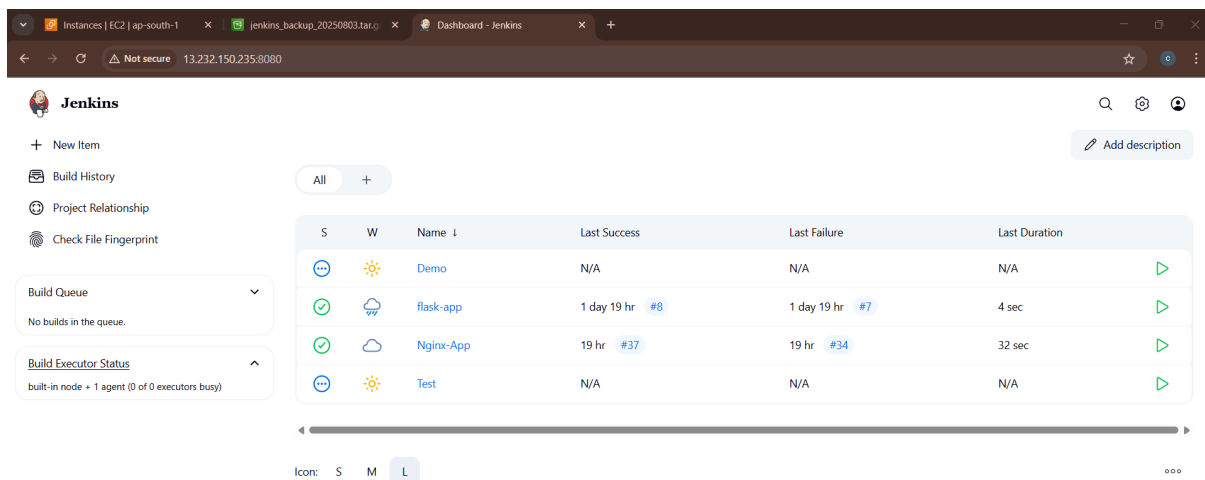 Instances | EC2 | ap-south-1
jenkins_backup_20250803.tar.g
Dashboard - Jenkins
Not secure 13.232.150.235:8080
C
Jenkins
New Item
Add description
Build History
All +
Project Relationship
Check File Fingerprint
S W Name ↓ Last Success Last Failure Last Duration
Demo N/A N/A N/A
Build Queue
flask-app 1 day 19 hr #8 1 day 19 hr #7 4 sec
No builds in the queue.
Nginx-App 19 hr #37 19 hr #34 32 sec
Build Executor Status
built-in node + 1 agent (0 of 0 executors busy)
Test N/A N/A N/A
Icon: S M L